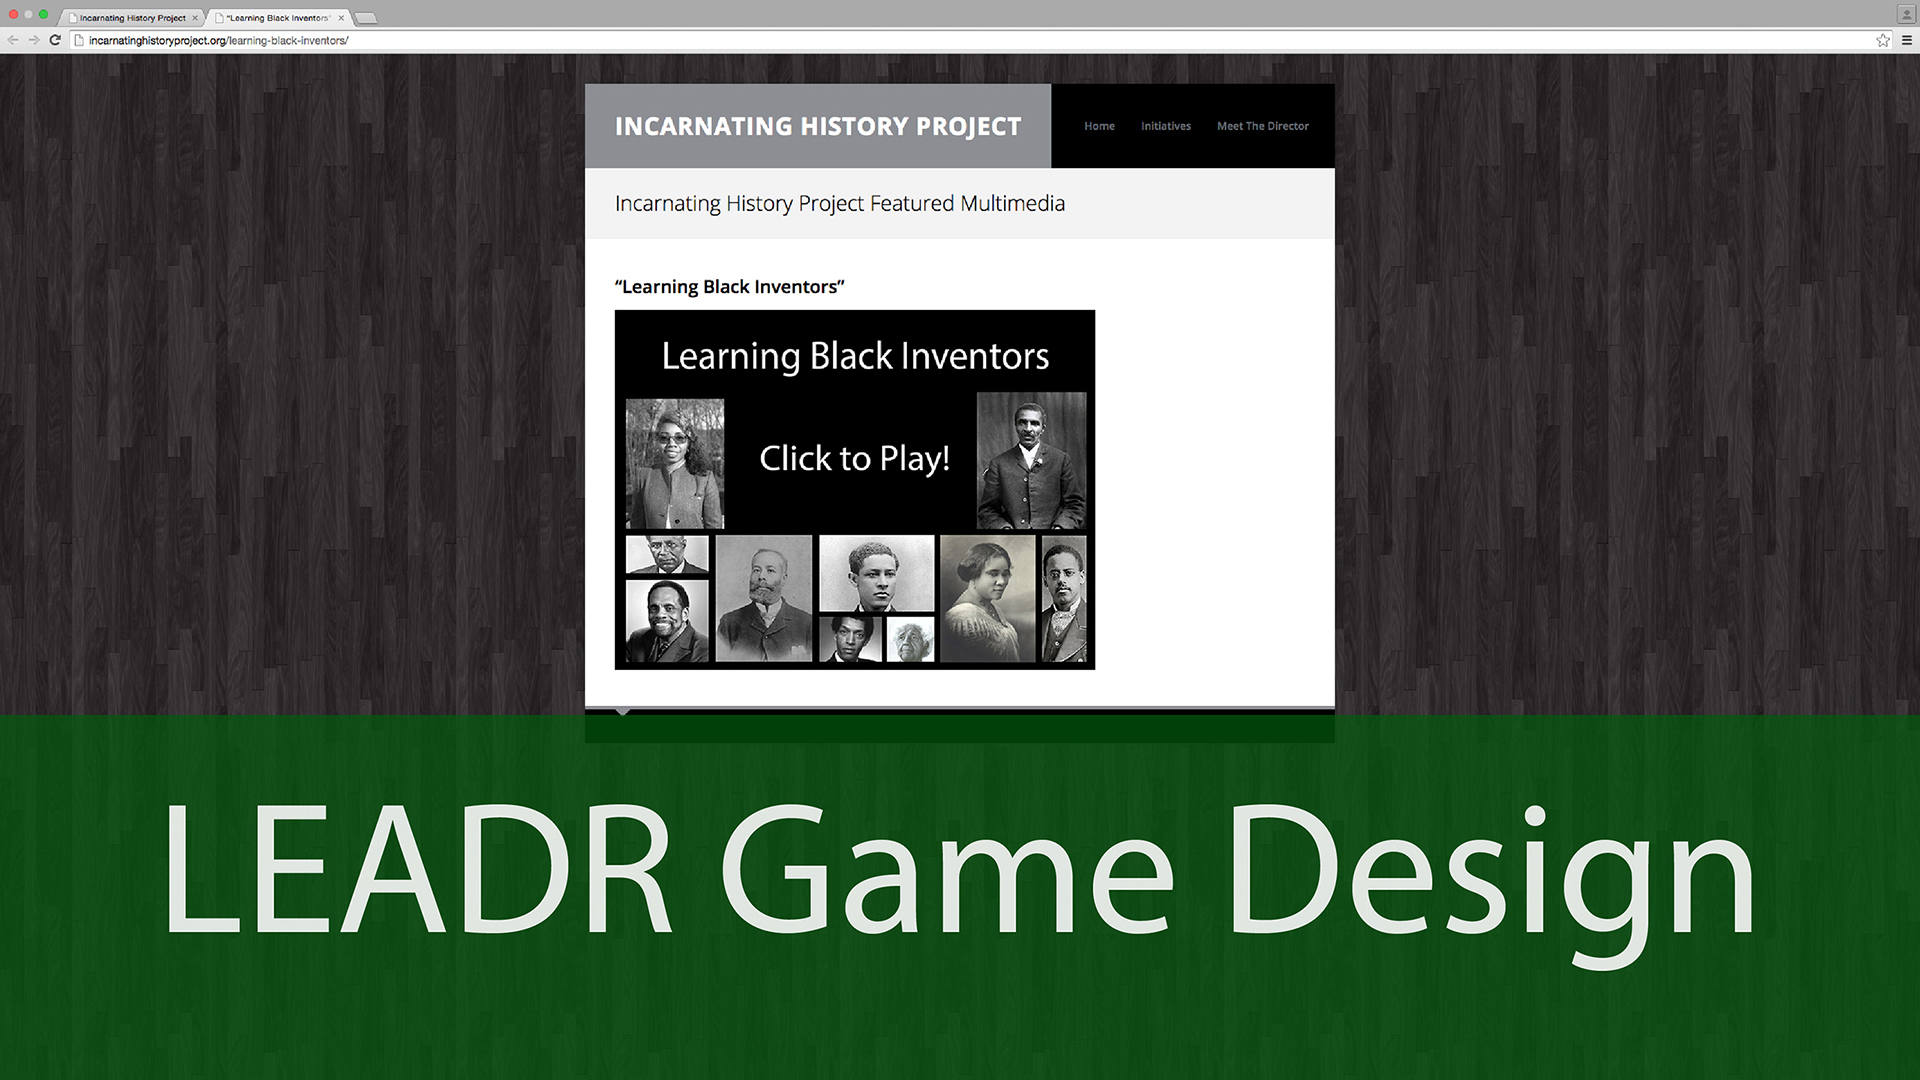 Incarnating History Project
“Learning Black Inventors”
incarnatinghistoryproject.org/learning-black-inventors/
INCARNATING HISTORY PROJECT
Home
Initiatives
Meet The Director
Incarnating History Project Featured Multimedia
“Learning Black Inventors”
Learning Black Inventors
Click to Play!
LEADR Game Design